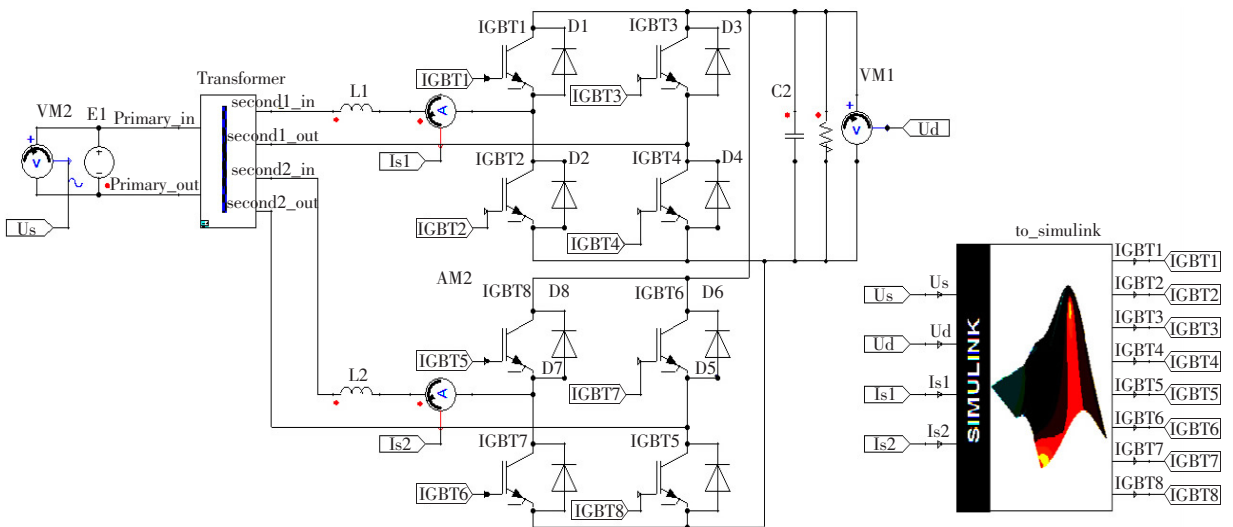 IGBT1
D1
IGBT3
D3
VM1
Transformer
IGBT1
IGBT3
C2
L1
second1_in
A
VM2
E1
Primary_in
+
V
Ud
second1_out
Is1
IGBT2
D2
IGBT4
D4
second2_in
Primary_out
second2_out
Us
IGBT2
IGBT4
to_simulink
AM2
IGBT8
D8
IGBT6
D6
IGBT5
D7
IGBT7
D5
L2
A
Is2
IGBT7
IGBT5
IGBT6
IGBT8
SIMULINK
Us
Us
Ud
Ud
Is1
Is1
Is2
Is2
IGBT1
IGBT1
IGBT2
IGBT2
IGBT3
IGBT3
IGBT4
IGBT4
IGBT5
IGBT5
IGBT6
IGBT6
IGBT7
IGBT7
IGBT8
IGBT8
+
V
+
−